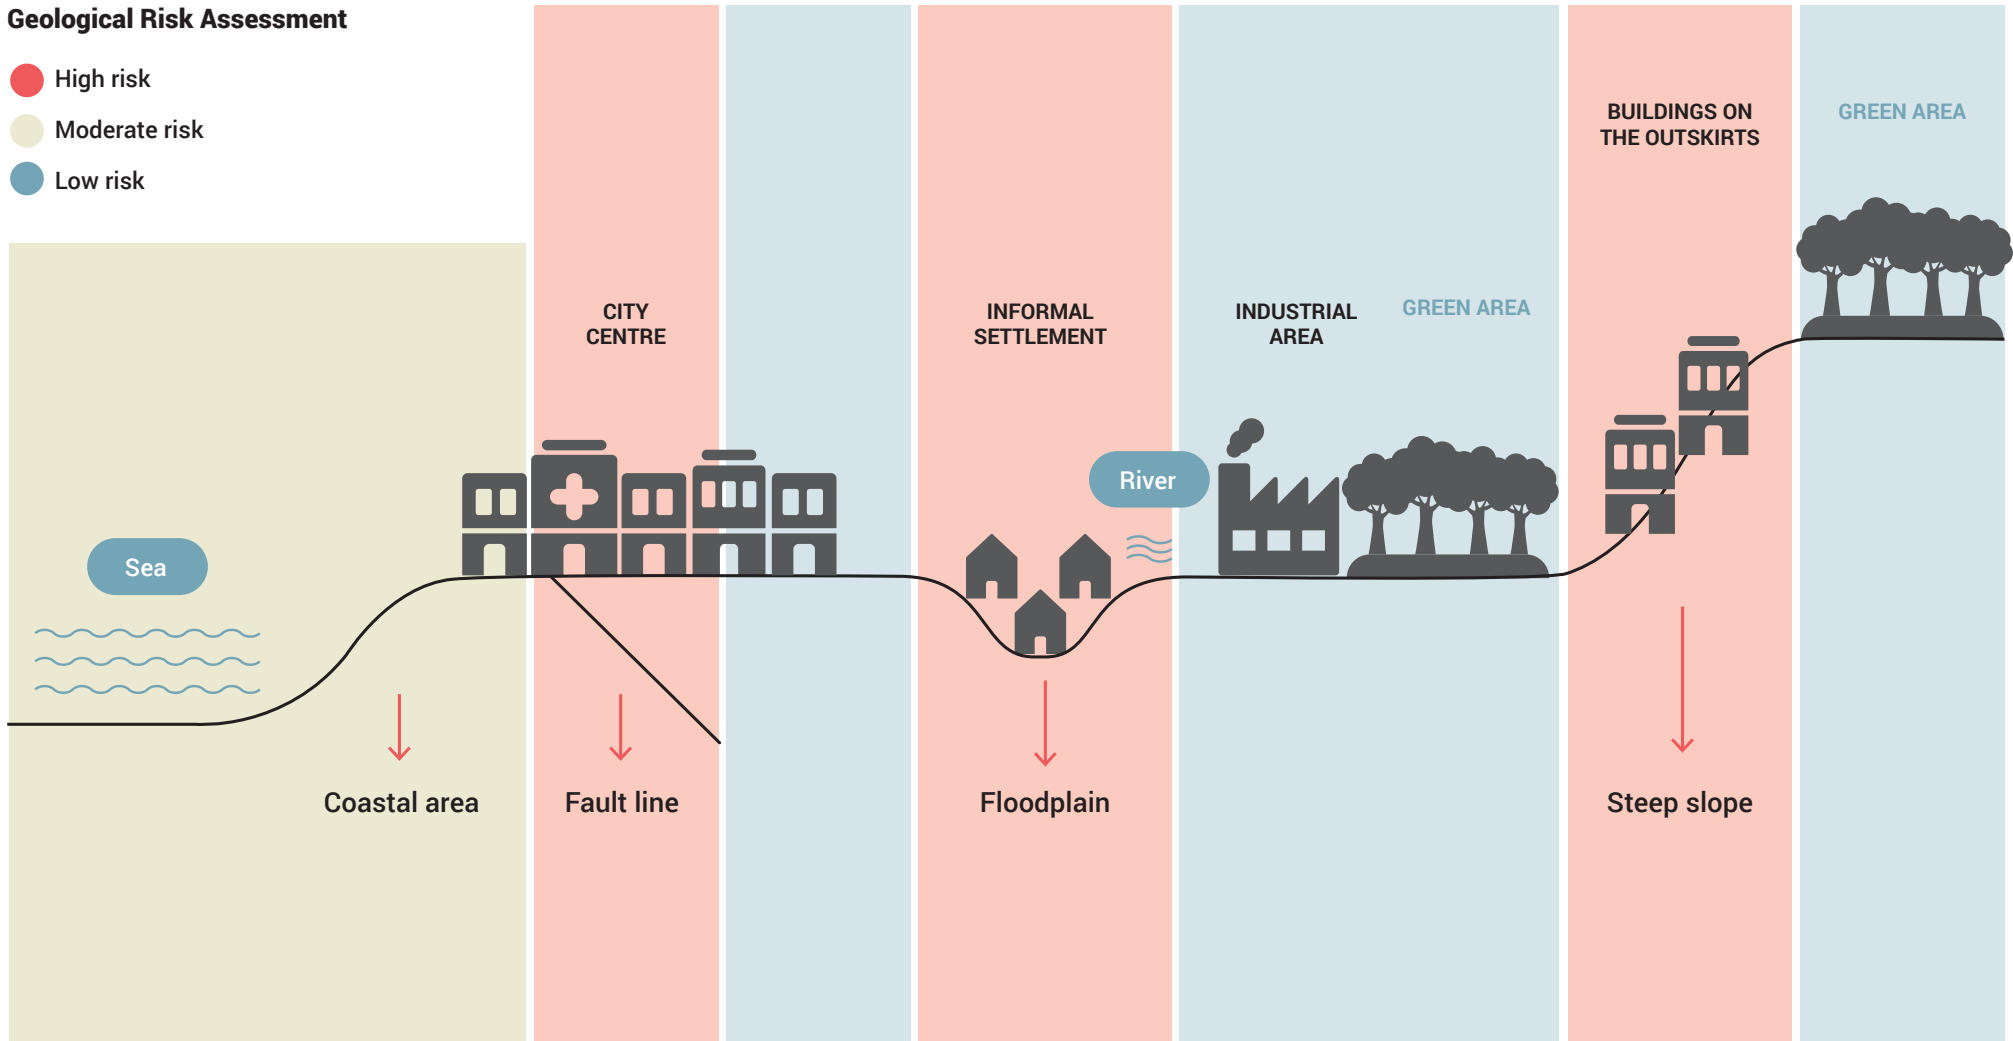 Geological Risk Assessment
High risk
Moderate risk
Low risk
BUILDINGS ON
THE OUTSKIRTS
GREEN AREA
CITY
CENTRE
INFORMAL
SETTLEMENT
INDUSTRIAL
AREA
GREEN AREA
River
Sea
Coastal area
Fault line
Floodplain
Steep slope